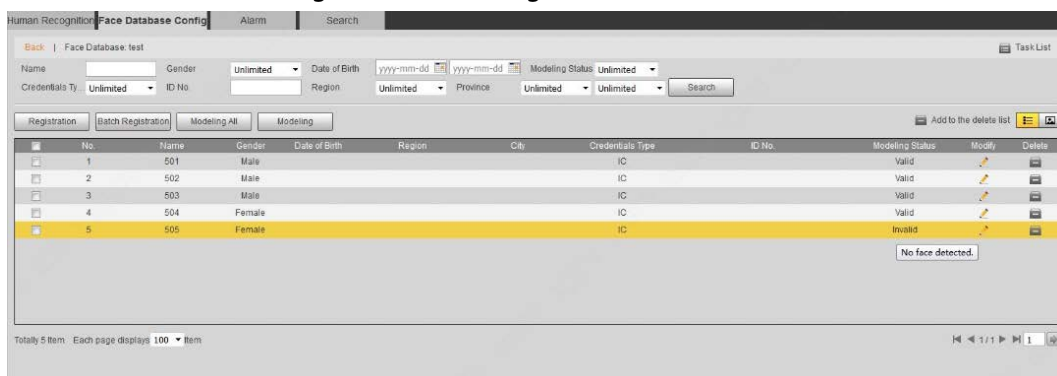 Human Recognition Face Database Config Alarm Search
Back | Face Database: test Task List
Name Gender Unlimited Date of Birth yyyy-mm-dd yyyy-mm-dd Modeling Status Unlimited
Credentials Ty... Unlimited ID No. Region Unlimited Province Unlimited Unlimited Search
Registration Batch Registration Modeling All Modeling Add to the delete list
No. Name Gender Date of Birth Region City Credentials Type ID No. Modeling Status Modify Delete
1 501 Male IC Valid
2 502 Male IC Valid
3 503 Male IC Valid
4 504 Female IC Valid
5 505 Female IC Invalid
No face detected.
Totally 5 Item Each page displays 100 Item 1/1 1